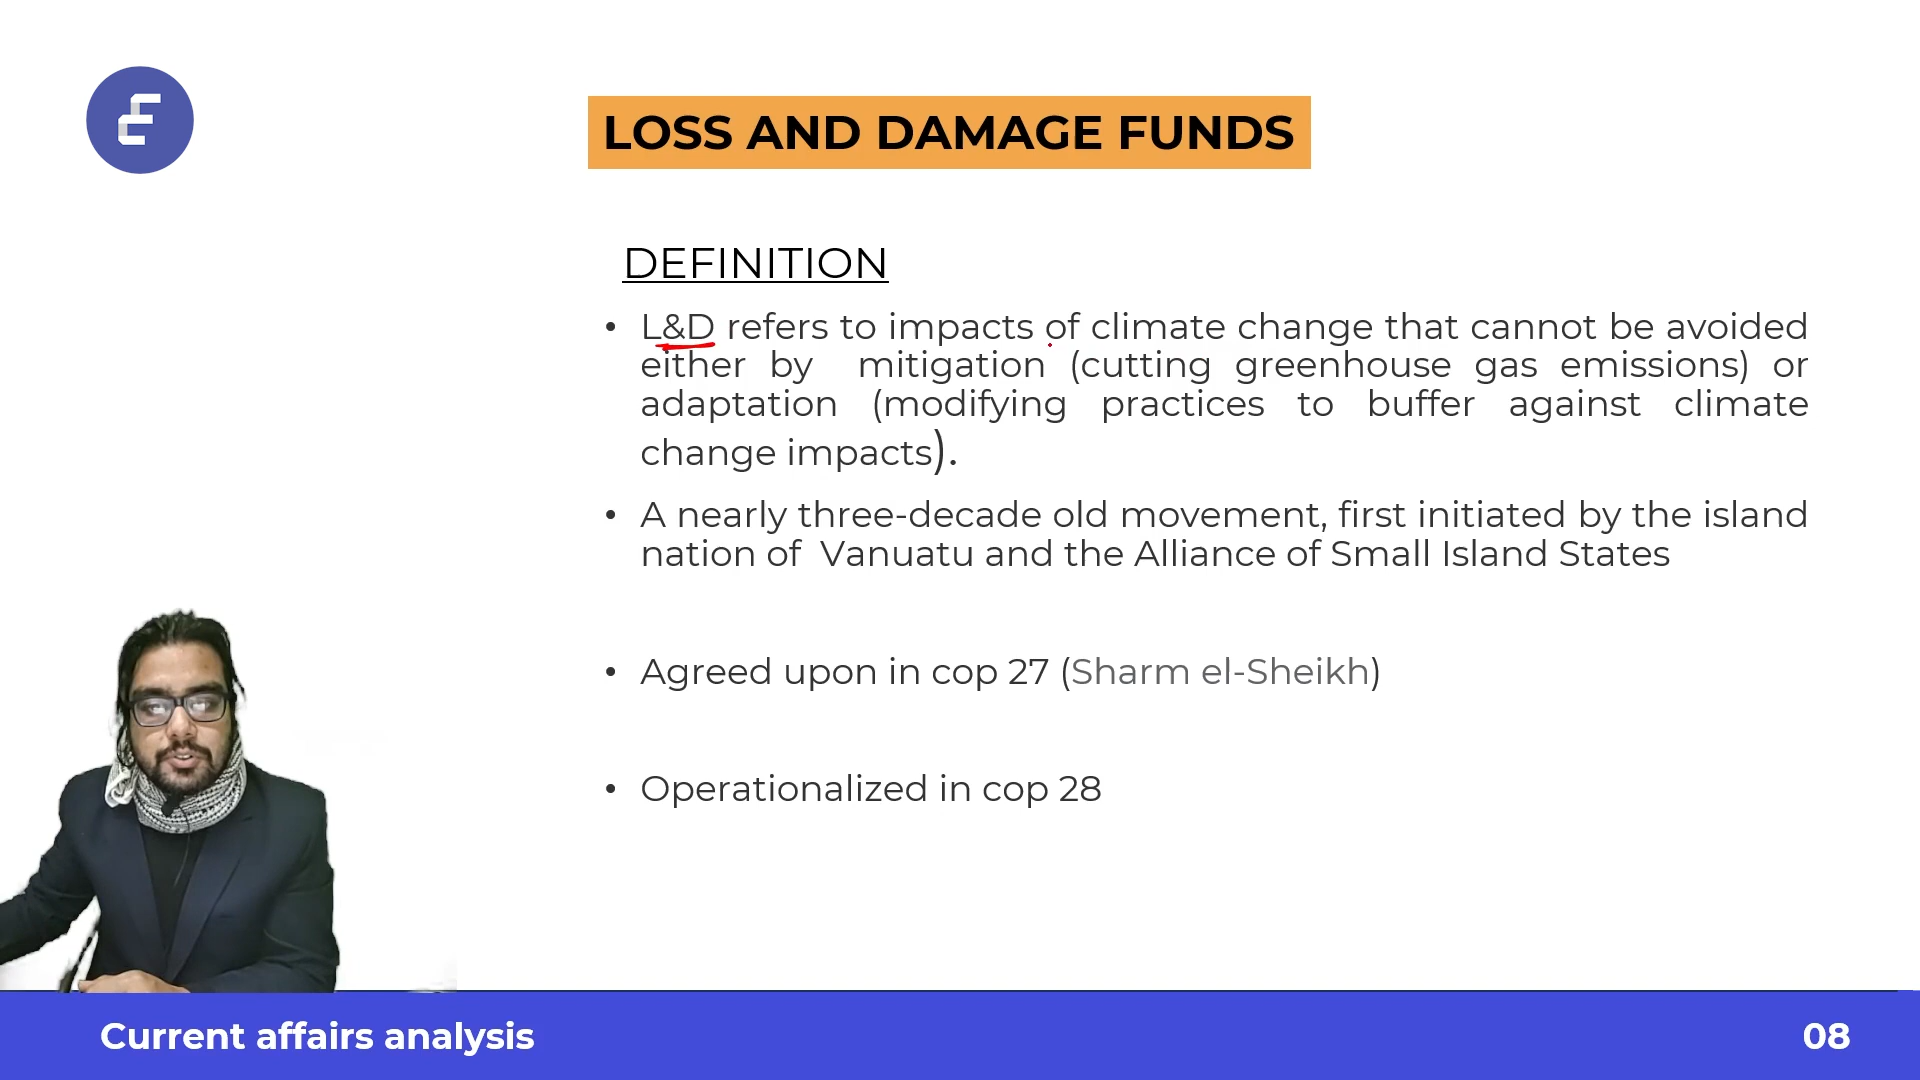 LOSS AND DAMAGE FUNDS
DEFINITION
• L&D refers to impacts of climate change that cannot be avoided
either by mitigation (cutting greenhouse gas emissions) or
adaptation (modifying practices to buffer against climate
change impacts).
• A nearly three-decade old movement, first initiated by the island
nation of Vanuatu and the Alliance of Small Island States
• Agreed upon in cop 27 (Sharm el-Sheikh)
• Operationalized in cop 28
Current affairs analysis
08